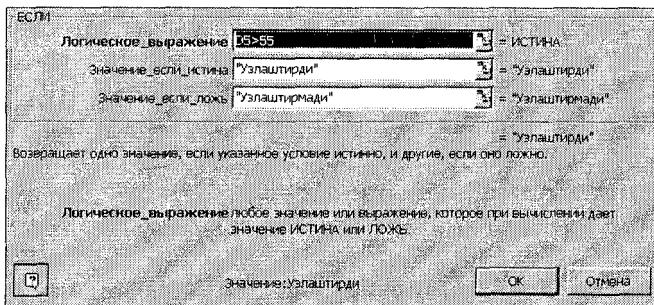 ЕСЛИ
Логическое_выражение D5>55 = ИСТИНА
Значение_если_истина "Узлаштирди" = "Узлаштирди"
Значение_если_ложь "Узлаштирмади" = "Узлаштирмади"
= "Узлаштирди"
Возвращает одно значение, если указанное условие истинно, и другие, если оно ложно.
Логическое_выражение любое значение или выражение, которое при вычислении дает
значение ИСТИНА или ЛОЖЬ.
Значение:Узлаштирди
ОК
Отмена